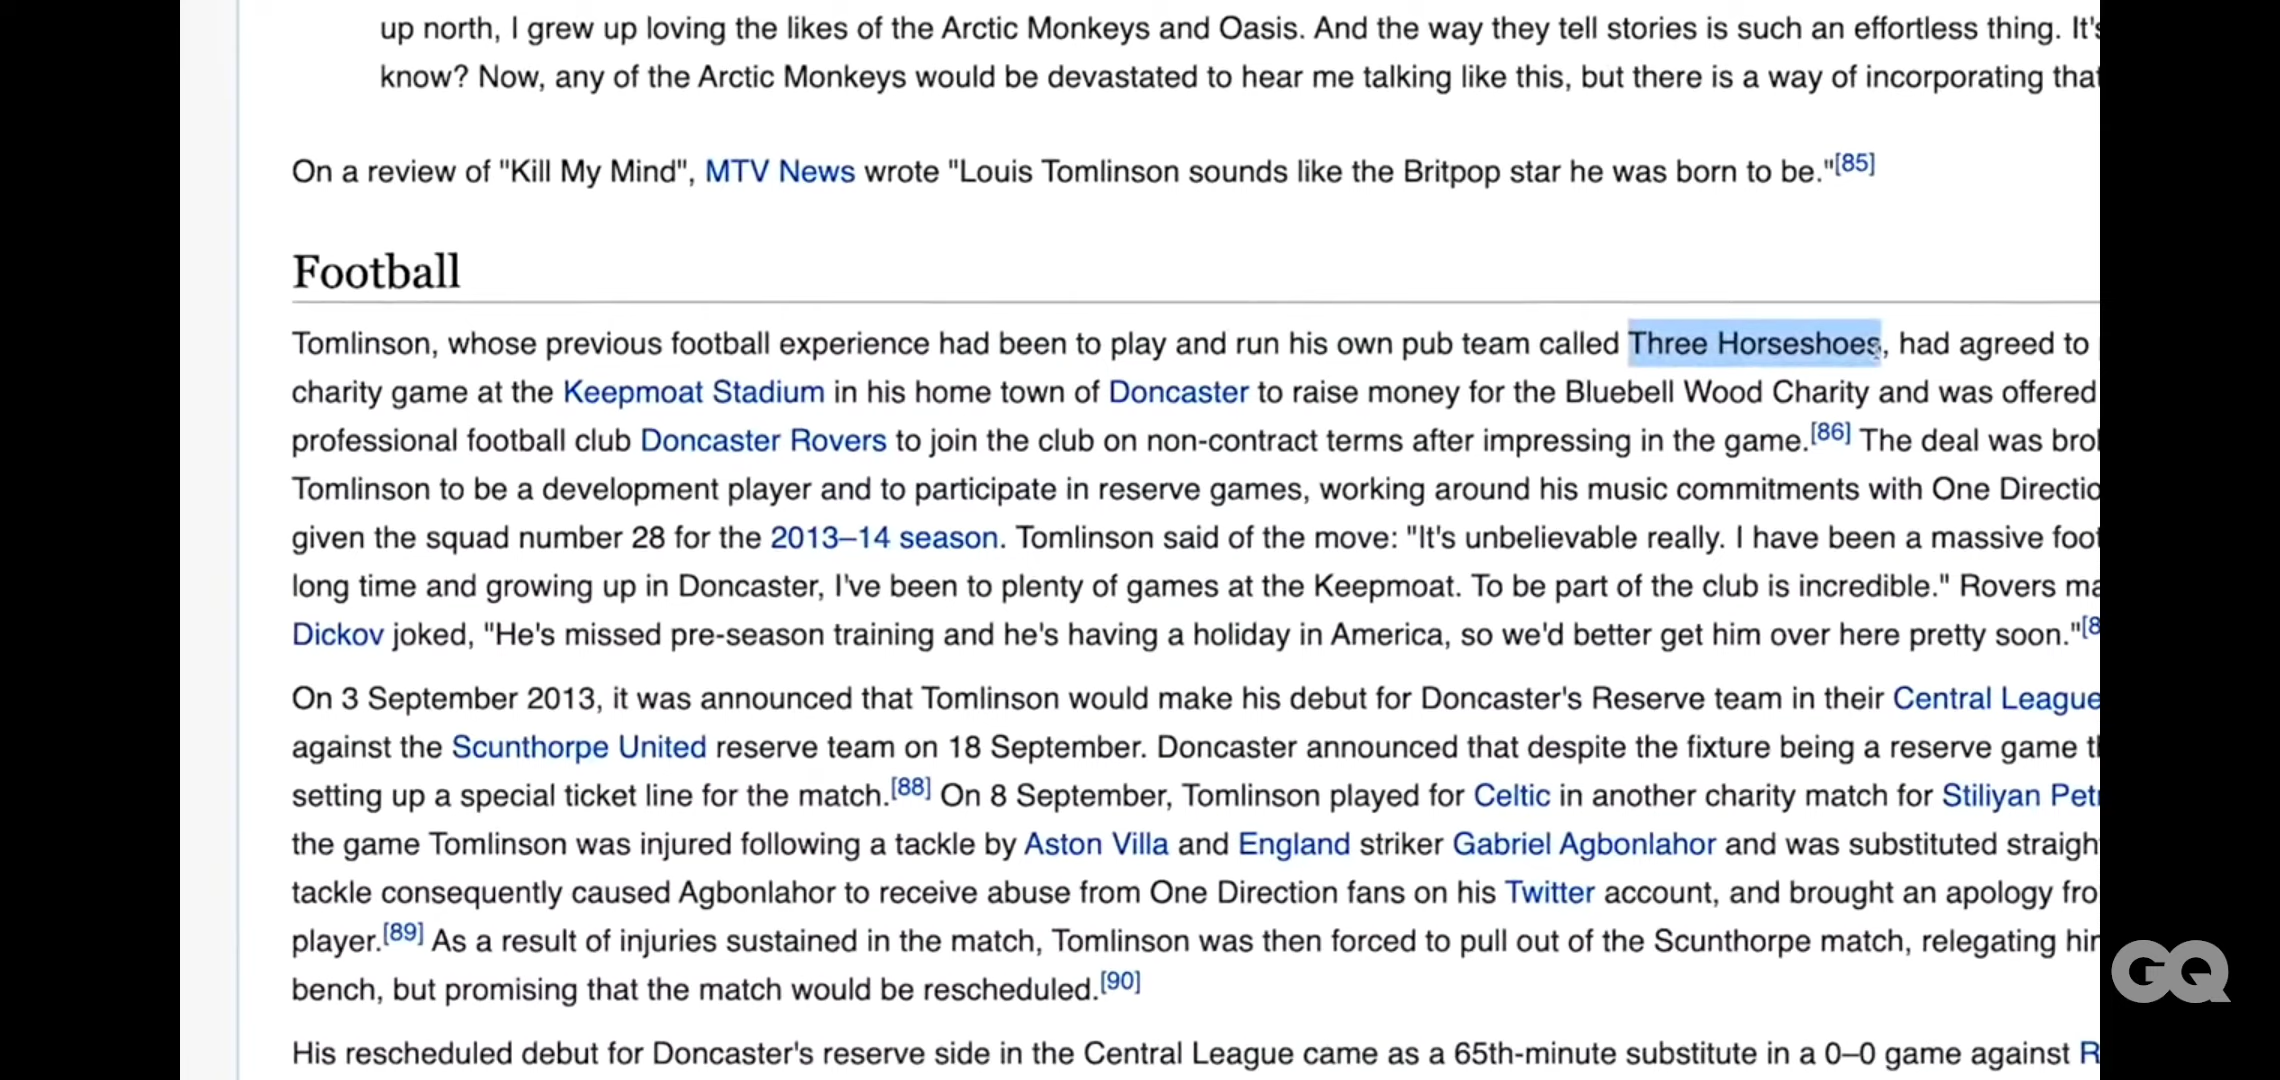 up north, I grew up loving the likes of the Arctic Monkeys and Oasis. And the way they tell stories is such an effortless thing. It's
know? Now, any of the Arctic Monkeys would be devastated to hear me talking like this, but there is a way of incorporating that
On a review of "Kill My Mind", MTV News wrote "Louis Tomlinson sounds like the Britpop star he was born to be."[85]
Football
Tomlinson, whose previous football experience had been to play and run his own pub team called Three Horseshoes, had agreed to
charity game at the Keepmoat Stadium in his home town of Doncaster to raise money for the Bluebell Wood Charity and was offered
professional football club Doncaster Rovers to join the club on non-contract terms after impressing in the game.[86] The deal was
Tomlinson to be a development player and to participate in reserve games, working around his music commitments with One
given the squad number 28 for the 2013–14 season. Tomlinson said of the move: "It's unbelievable really. I have been a massive
long time and growing up in Doncaster, I've been to plenty of games at the Keepmoat. To be part of the club is incredible." Rovers
Dickov joked, "He's missed pre-season training and he's having a holiday in America, so we'd better get him over here pretty soon."
On 3 September 2013, it was announced that Tomlinson would make his debut for Doncaster's Reserve team in their Central League
against the Scunthorpe United reserve team on 18 September. Doncaster announced that despite the fixture being a reserve game
setting up a special ticket line for the match.[88] On 8 September, Tomlinson played for Celtic in another charity match for Stiliyan
the game Tomlinson was injured following a tackle by Aston Villa and England striker Gabriel Agbonlahor and was substituted
tackle consequently caused Agbonlahor to receive abuse from One Direction fans on his Twitter account, and brought an apology
player.[89] As a result of injuries sustained in the match, Tomlinson was then forced to pull out of the Scunthorpe match, relegating
bench, but promising that the match would be rescheduled.[90]
His rescheduled debut for Doncaster's reserve side in the Central League came as a 65th-minute substitute in a 0–0 game against
GQ